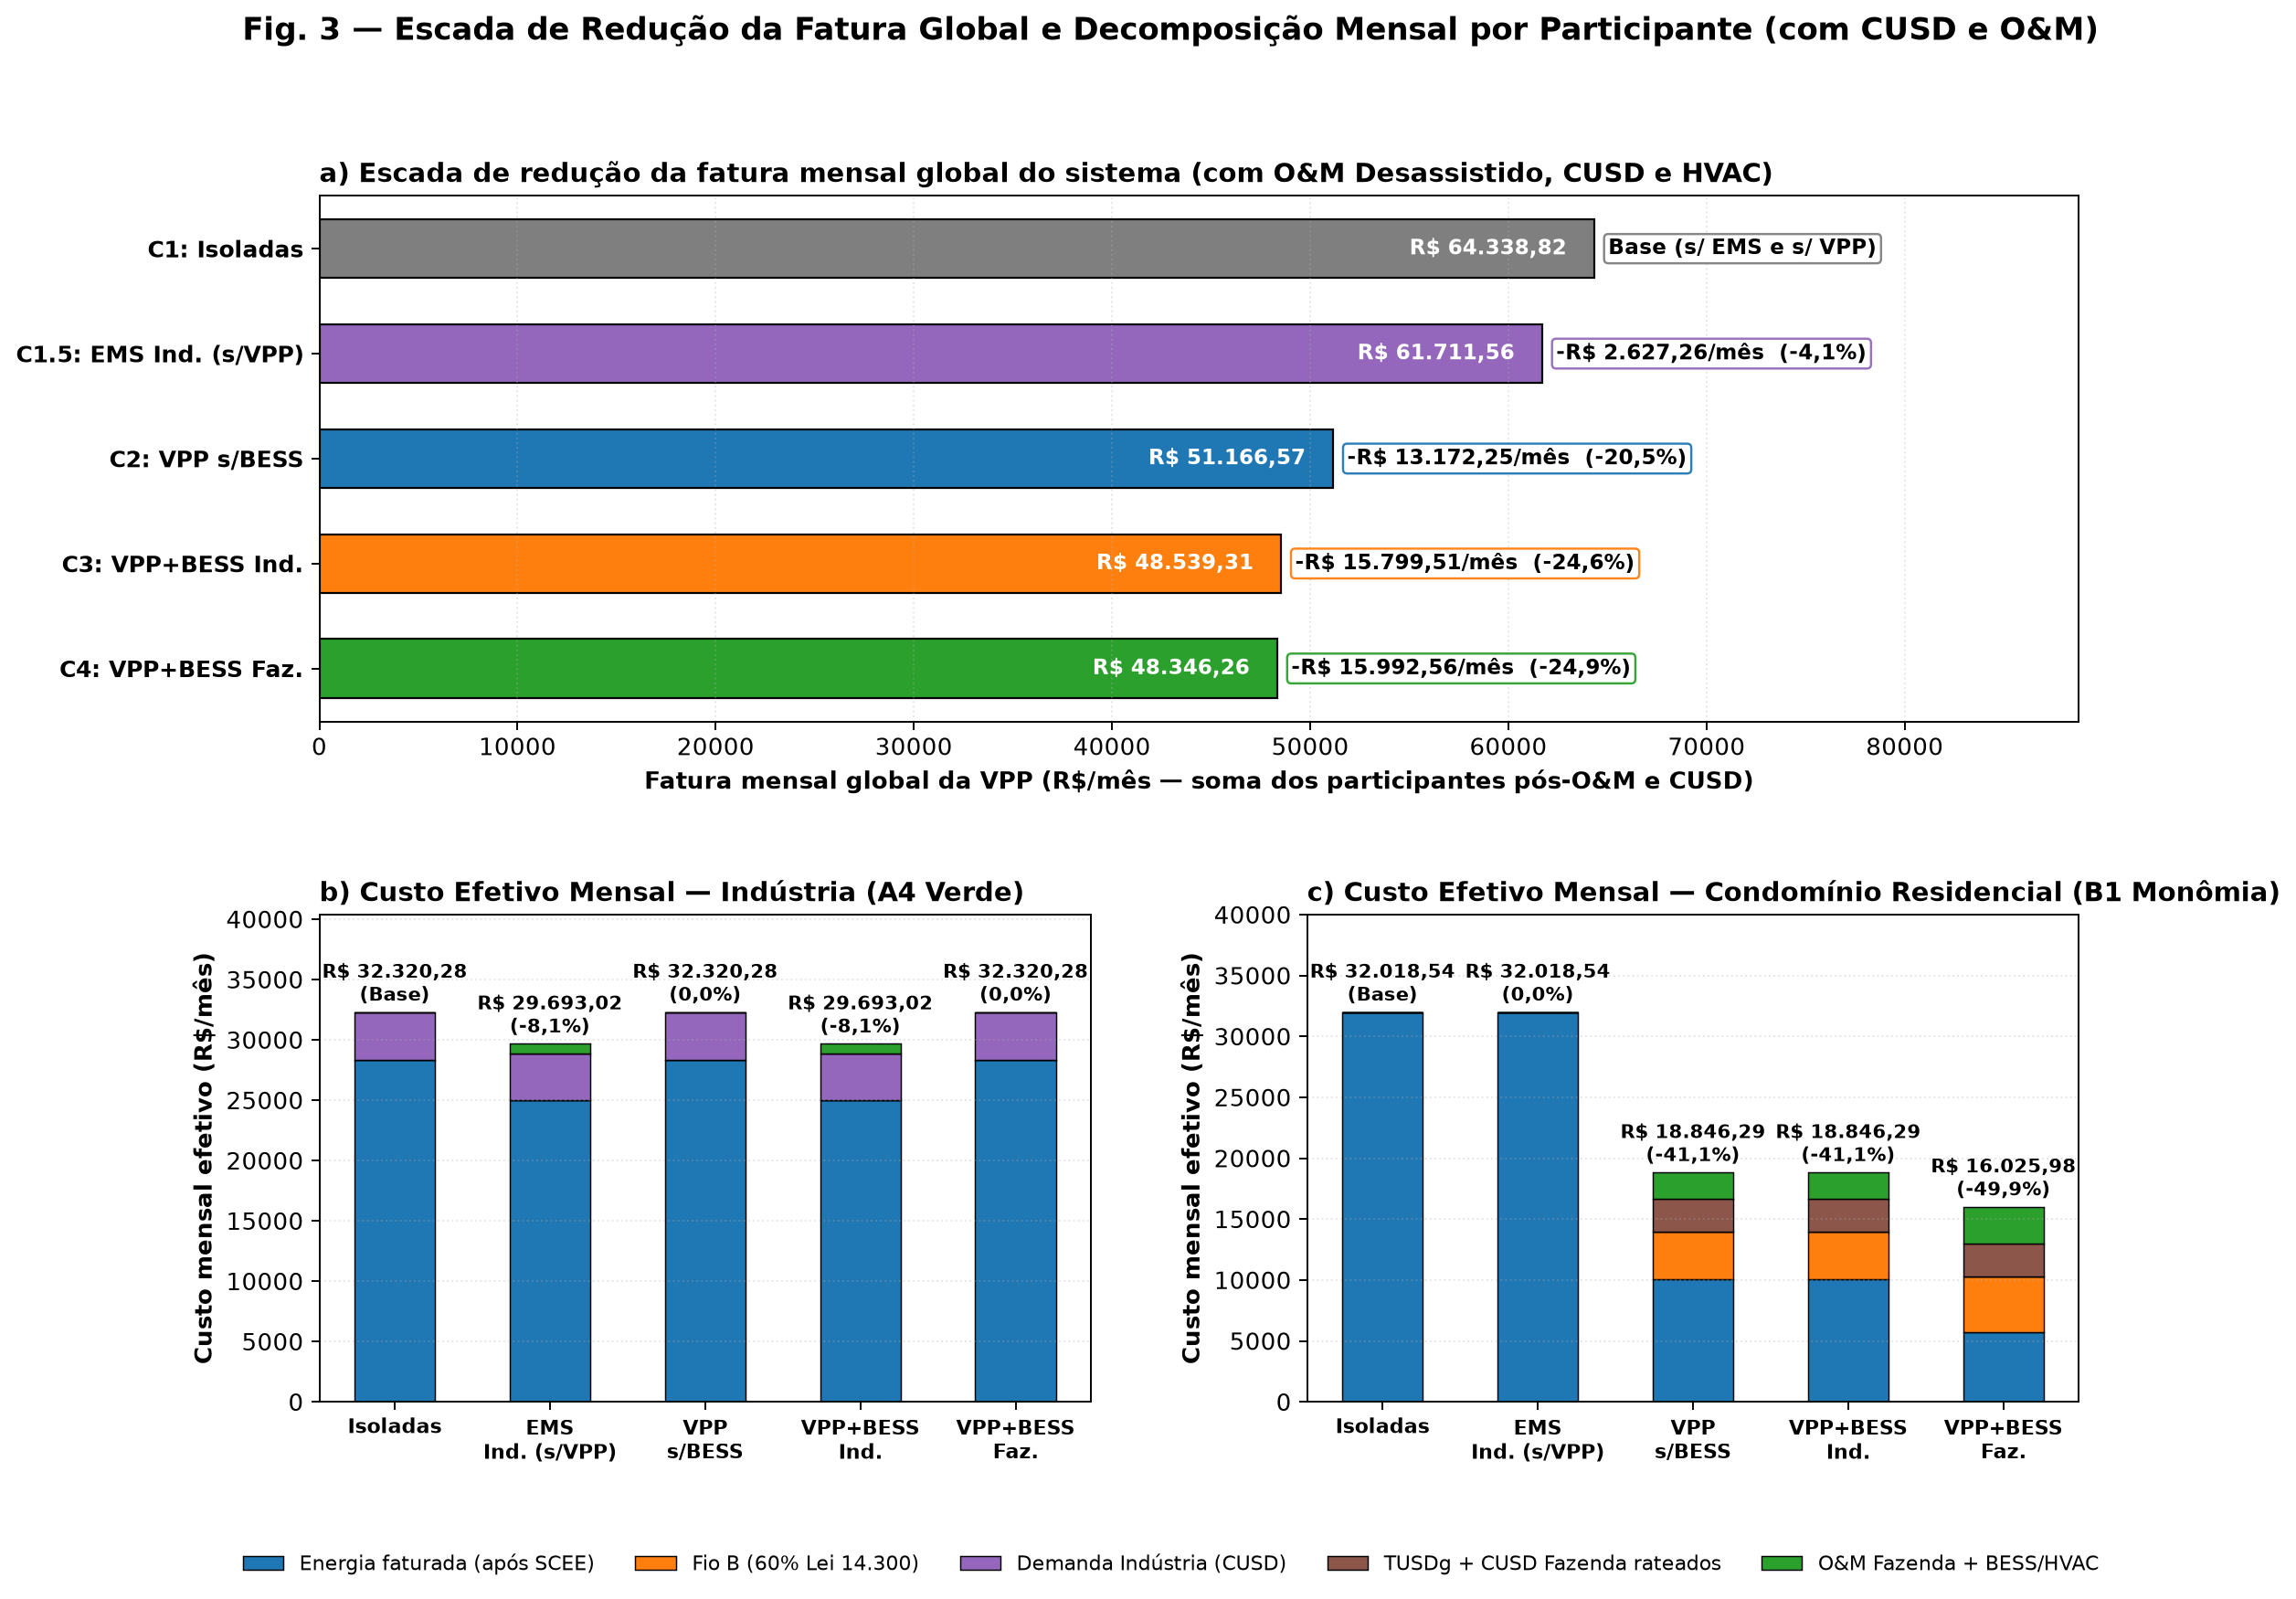 Fig. 3 — Escada de Redução da Fatura Global e Decomposição Mensal por Participante (com CUSD e O&M)
a) Escada de redução da fatura mensal global do sistema (com O&M Desassistido, CUSD e HVAC)
C1: Isoladas
R$ 64.338,82
Base (s/ EMS e s/ VPP)
C1.5: EMS Ind. (s/VPP)
R$ 61.711,56
-R$ 2.627,26/mês (-4,1%)
C2: VPP s/BESS
R$ 51.166,57
-R$ 13.172,25/mês (-20,5%)
C3: VPP+BESS Ind.
R$ 48.539,31
-R$ 15.799,51/mês (-24,6%)
C4: VPP+BESS Faz.
R$ 48.346,26
-R$ 15.992,56/mês (-24,9%)
0 10000 20000 30000 40000 50000 60000 70000 80000
Fatura mensal global da VPP (R$/mês — soma dos participantes pós-O&M e CUSD)
b) Custo Efetivo Mensal — Indústria (A4 Verde)
Custo mensal efetivo (R$/mês)
40000
35000
30000
25000
20000
15000
10000
5000
0
R$ 32.320,28
(Base)
R$ 29.693,02
(-8,1%)
R$ 32.320,28
(0,0%)
R$ 29.693,02
(-8,1%)
R$ 32.320,28
(0,0%)
Isoladas
EMS
Ind. (s/VPP)
VPP
s/BESS
VPP+BESS
Ind.
VPP+BESS
Faz.
c) Custo Efetivo Mensal — Condomínio Residencial (B1 Monômia)
Custo mensal efetivo (R$/mês)
40000
35000
30000
25000
20000
15000
10000
5000
0
R$ 32.018,54
(Base)
R$ 32.018,54
(0,0%)
R$ 18.846,29
(-41,1%)
R$ 18.846,29
(-41,1%)
R$ 16.025,98
(-49,9%)
Isoladas
EMS
Ind. (s/VPP)
VPP
s/BESS
VPP+BESS
Ind.
VPP+BESS
Faz.
Energia faturada (após SCEE)
Fio B (60% Lei 14.300)
Demanda Indústria (CUSD)
TUSDg + CUSD Fazenda rateados
O&M Fazenda + BESS/HVAC